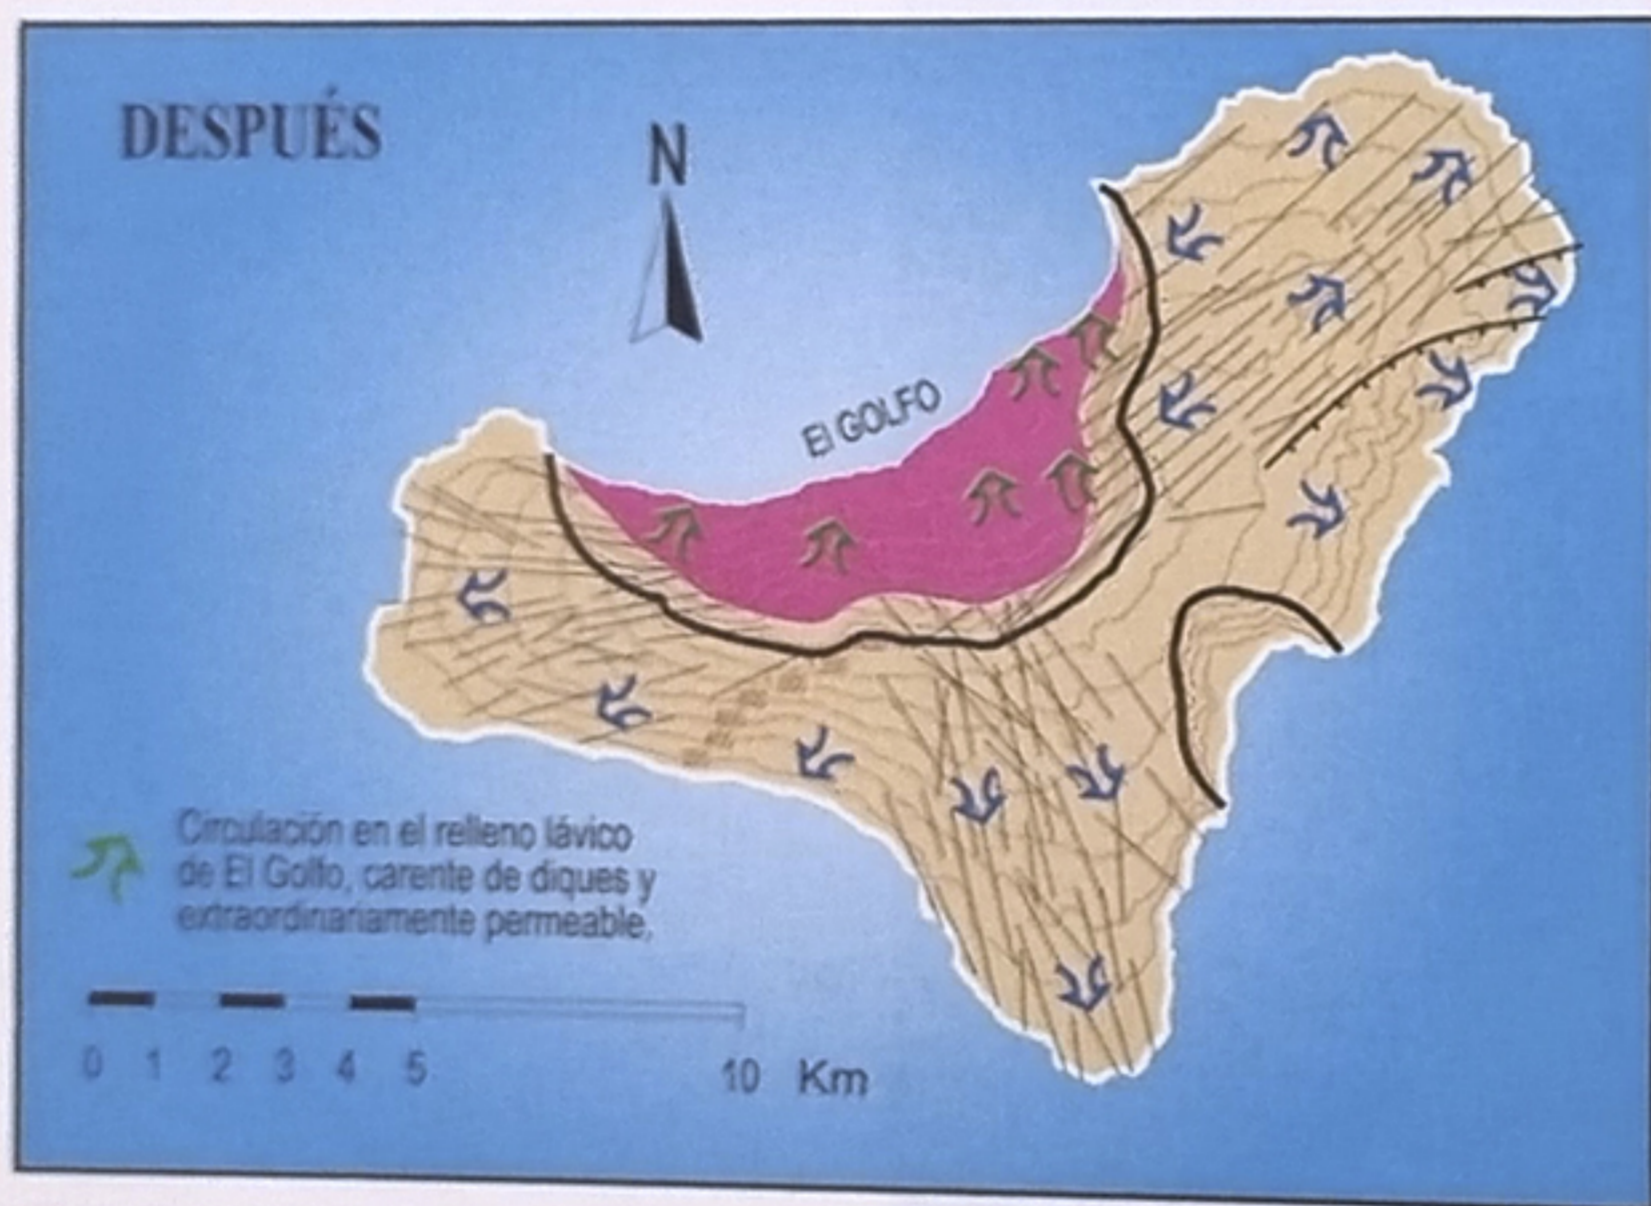 DESPUÉS
N
El GOLFO
Circulación en el relleno lávico
de El Golfo, carente de diques y
extraordinariamente permeable.
0 1 2 3 4 5 10 Km